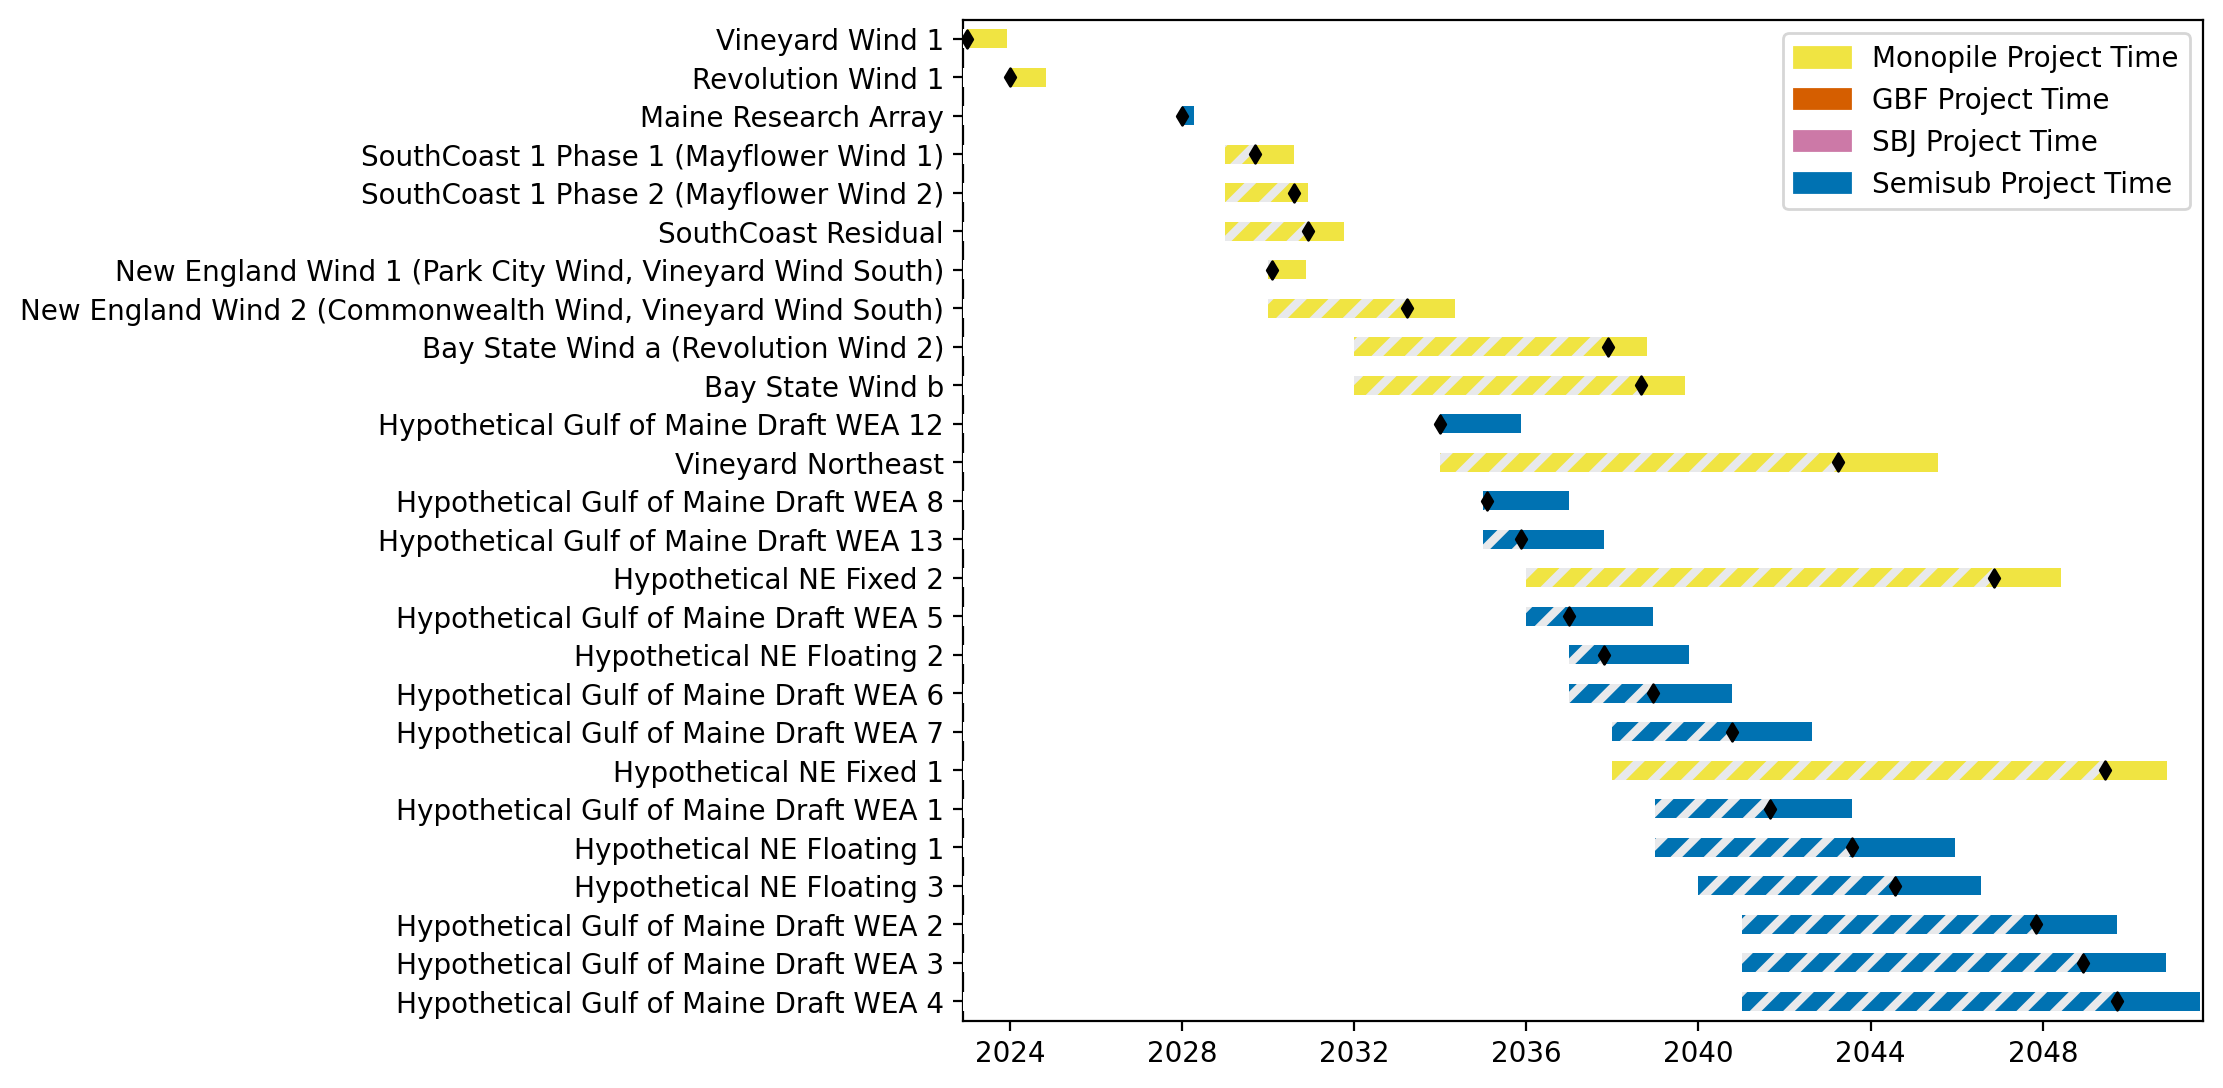 Vineyard Wind 1
Revolution Wind 1
Maine Research Array
SouthCoast 1 Phase 1 (Mayflower Wind 1)
SouthCoast 1 Phase 2 (Mayflower Wind 2)
SouthCoast Residual
New England Wind 1 (Park City Wind, Vineyard Wind South)
New England Wind 2 (Commonwealth Wind, Vineyard Wind South)
Bay State Wind a (Revolution Wind 2)
Bay State Wind b
Hypothetical Gulf of Maine Draft WEA 12
Vineyard Northeast
Hypothetical Gulf of Maine Draft WEA 8
Hypothetical Gulf of Maine Draft WEA 13
Hypothetical NE Fixed 2
Hypothetical Gulf of Maine Draft WEA 5
Hypothetical NE Floating 2
Hypothetical Gulf of Maine Draft WEA 6
Hypothetical Gulf of Maine Draft WEA 7
Hypothetical NE Fixed 1
Hypothetical Gulf of Maine Draft WEA 1
Hypothetical NE Floating 1
Hypothetical NE Floating 3
Hypothetical Gulf of Maine Draft WEA 2
Hypothetical Gulf of Maine Draft WEA 3
Hypothetical Gulf of Maine Draft WEA 4
Monopile Project Time
GBF Project Time
SBJ Project Time
Semisub Project Time
2024 2028 2032 2036 2040 2044 2048